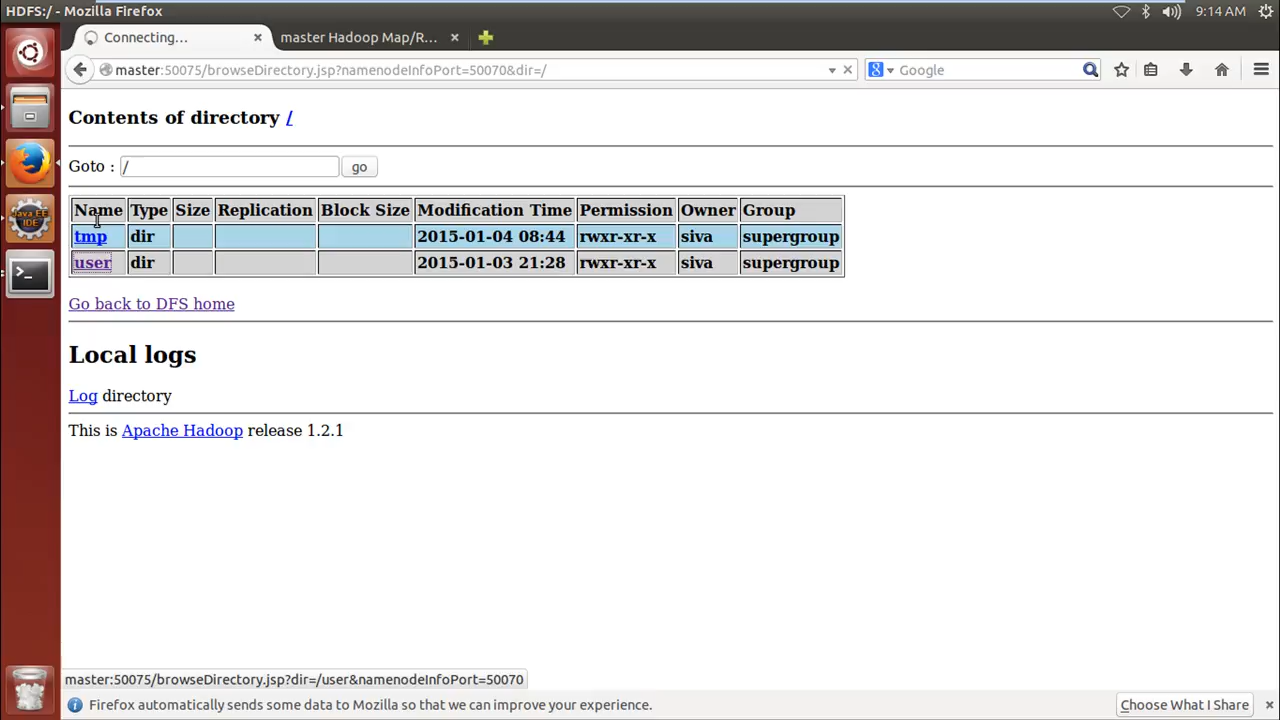 HDFS:/ - Mozilla Firefox
9:14 AM
Connecting...
master Hadoop Map/R...
master:50075/browseDirectory.jsp?namenodeInfoPort=50070&dir=/
Google
Contents of directory /
Goto : / go
Name Type Size Replication Block Size Modification Time Permission Owner Group
tmp dir 2015-01-04 08:44 rwxr-xr-x siva supergroup
user dir 2015-01-03 21:28 rwxr-xr-x siva supergroup
Go back to DFS home
Local logs
Log directory
This is Apache Hadoop release 1.2.1
master:50075/browseDirectory.jsp?dir=/user&namenodeInfoPort=50070
Firefox automatically sends some data to Mozilla so that we can improve your experience.
Choose What I Share
Java EE
IDE